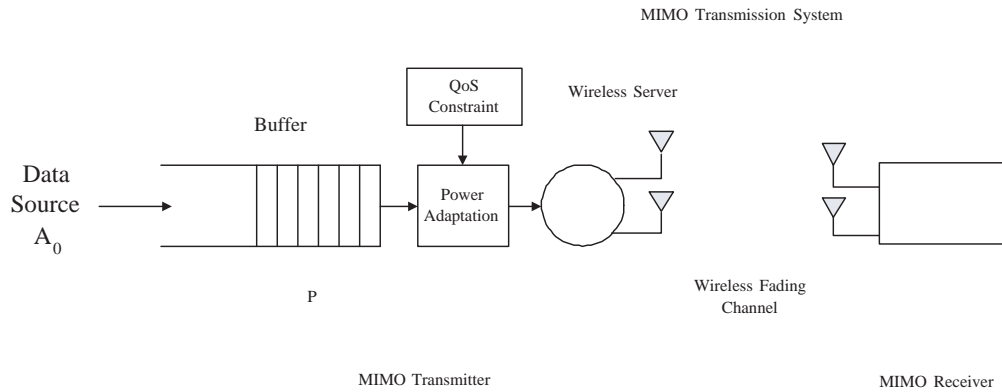 MIMO Transmission System
QoS
Constraint
Wireless Server
Buffer
Data
Source
A0
Power
Adaptation
P
Wireless Fading
Channel
MIMO Transmitter
MIMO Receiver